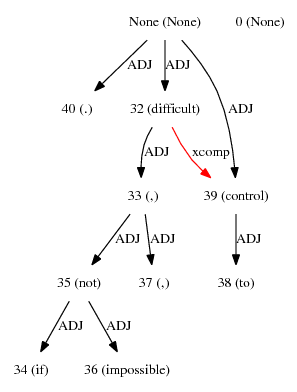 None (None) 0 (None)
ADJ ADJ
40 (.) 32 (difficult) ADJ
ADJ xcomp
33 (,) 39 (control)
ADJ ADJ ADJ
35 (not) 37 (,) 38 (to)
ADJ ADJ
34 (if) 36 (impossible)